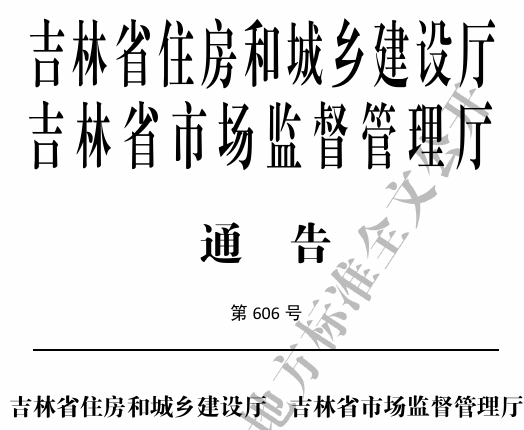 吉林省住房和城乡建设厅
吉林省市场监督管理厅
通 告
第 606 号
吉林省住房和城乡建设厅 吉林省市场监督管理厅
地方标准全文公开